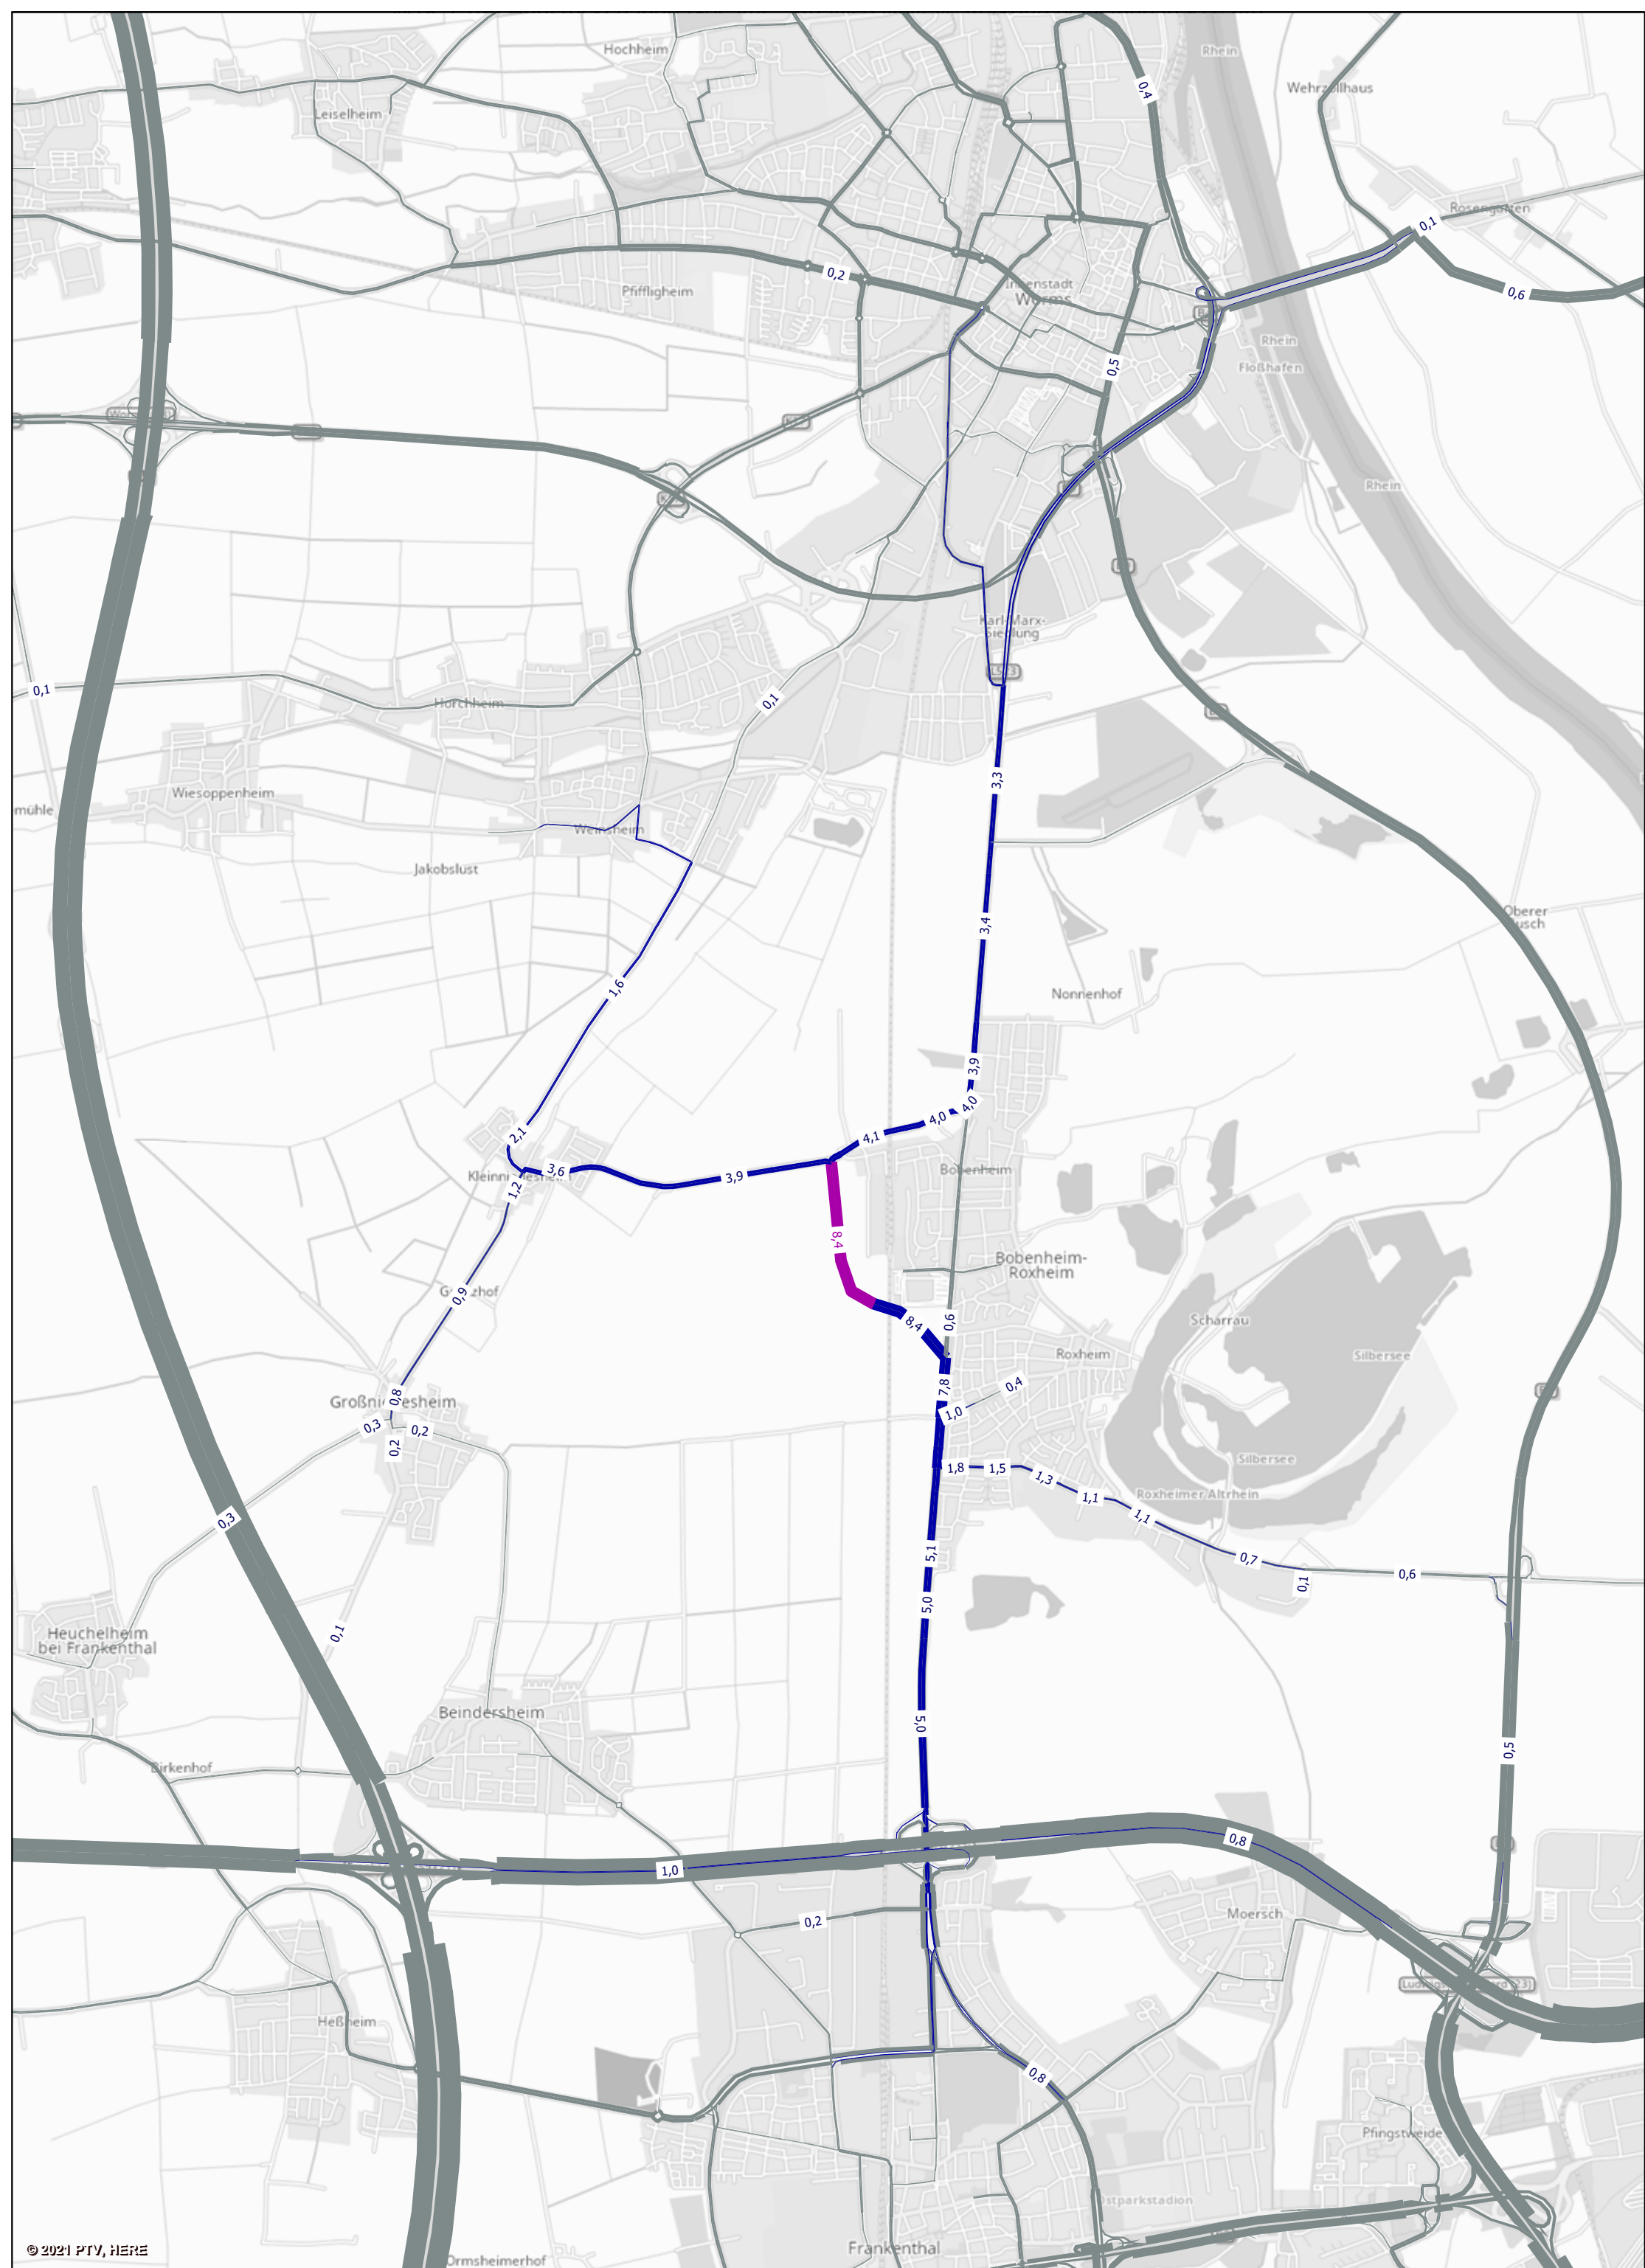 Hochheim
Rhein
Wehrzollhaus
0,4
Leiselheim
Rosengarten
0,1
Pfiffligheim
0,2
Innenstadt
Worms
0,6
Rhein
Floßhafen
0,5
Rhein
Karl-Marx-
Siedlung
0,1
Horchheim
0,1
3,3
Wiesoppenheim
mühle
Weinsheim
Jakobslust
3,4
Oberer
Busch
1,6
Nonnenhof
3,9
4,0
4,0
4,1
2,1
3,6
3,9
Kleinniedesheim
1,2
Bobenheim
8,4
Bobenheim-
Roxheim
0,9
8,4
0,6
Scharrau
Roxheim
Silbersee
7,8
0,4
0,8
Großniedesheim
1,0
0,3
0,2
0,2
Silbersee
1,8
1,5
1,3
1,1
Roxheimer Altrhein
1,1
0,3
5,1
0,7
0,6
0,1
5,0
Heuchelheim
bei Frankenthal
0,1
Beindersheim
5,0
0,5
Birkenhof
0,8
1,0
Moersch
0,2
Heßheim
0,8
Pfingstweide
Ostparkstadion
Frankenthal
© 2021 PTV, HERE
Ormsheimerhof